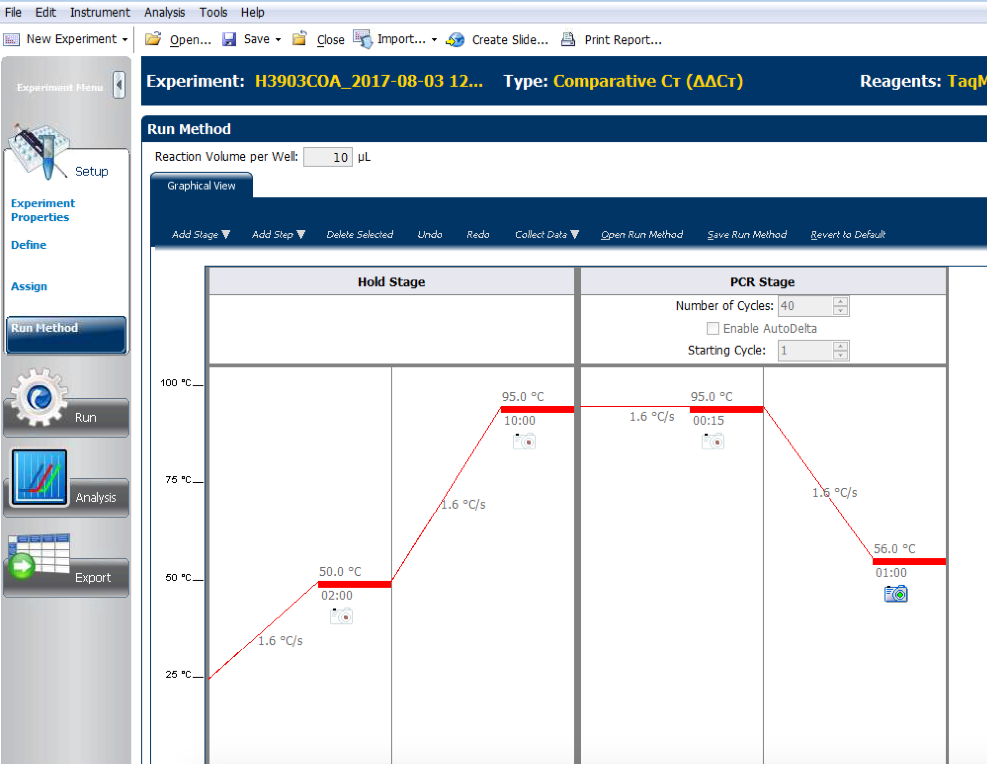 File Edit Instrument Analysis Tools Help
New Experiment Open... Save Close Import... Create Slide... Print Report...
Experiment Menu
Experiment: H3903COA_2017-08-03 12... Type: Comparative Cᴛ (ΔΔCᴛ) Reagents: TaqM
Run Method
Reaction Volume per Well: 10 µL
Setup
Graphical View
Experiment
Properties
Add Stage Add Step Delete Selected Undo Redo Collect Data Open Run Method Save Run Method Revert to Default
Define
Assign
Run Method
Run
Analysis
Export
Hold Stage PCR Stage
Number of Cycles: 40
Enable AutoDelta
Starting Cycle: 1
100 °C
95.0 °C 95.0 °C
10:00 1.6 °C/s 00:15
75 °C
1.6 °C/s 1.6 °C/s
50 °C 50.0 °C 56.0 °C
02:00 01:00
1.6 °C/s
25 °C